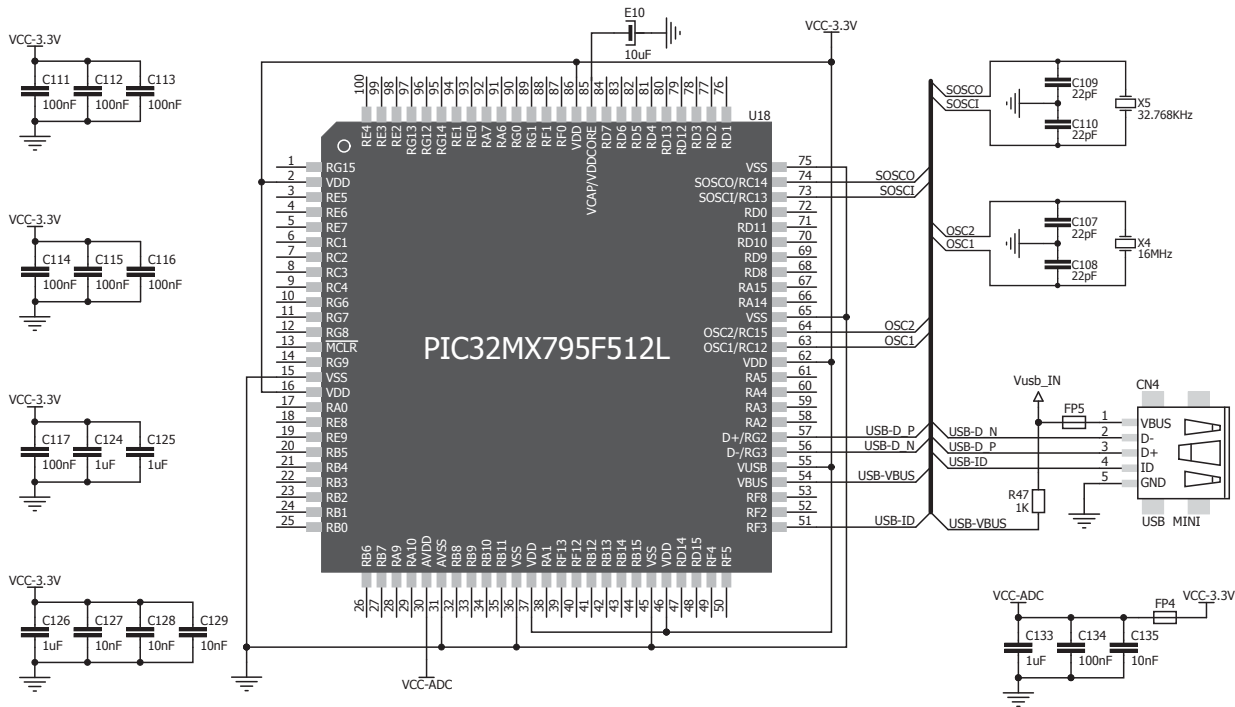 VCC-3.3V
C111
100nF
C112
100nF
C113
100nF
VCC-3.3V
C114
100nF
C115
100nF
C116
100nF
VCC-3.3V
C117
100nF
C124
1uF
C125
1uF
VCC-3.3V
C126
1uF
C127
10nF
C128
10nF
C129
10nF
E10
10uF
VCC-3.3V
U18
PIC32MX795F512L
100 RE4
99 RE3
98 RE2
97 RG13
96 RG12
95 RG14
94 RE1
93 RE0
92 RA7
91 RA6
90 RG0
89 RG1
88 RF1
87 RF0
86 VDD
85 VCAP/VDDCORE
84 RD7
83 RD6
82 RD5
81 RD4
80 RD13
79 RD12
78 RD3
77 RD2
76 RD1
1 RG15
2 VDD
3 RE5
4 RE6
5 RE7
6 RC1
7 RC2
8 RC3
9 RC4
10 RG6
11 RG7
12 RG8
13 MCLR
14 RG9
15 VSS
16 VDD
17 RA0
18 RE8
19 RE9
20 RB5
21 RB4
22 RB3
23 RB2
24 RB1
25 RB0
VSS 75
SOSCO/RC14 74 SOSCO
SOSCI/RC13 73 SOSCI
RD0 72
RD11 71
RD10 70
RD9 69
RD8 68
RA15 67
RA14 66
VSS 65
OSC2/RC15 64 OSC2
OSC1/RC12 63 OSC1
VDD 62
RA5 61
RA4 60
RA3 59
RA2 58
D+/RG2 57 USB-D_P
D-/RG3 56 USB-D_N
VUSB 55
VBUS 54 USB-VBUS
RF8 53
RF2 52
RF3 51 USB-ID
26 RB6
27 RB7
28 RA9
29 RA10
30 AVDD
31 AVSS
32 RB8
33 RB9
34 RB10
35 RB11
36 VSS
37 VDD
38 RA1
39 RF13
40 RF12
41 RB12
42 RB13
43 RB14
44 RB15
45 VSS
46 VDD
47 RD14
48 RD15
49 RF4
50 RF5
VCC-ADC
SOSCO
SOSCI
C109
22pF
C110
22pF
X5
32.768KHz
OSC2
OSC1
C107
22pF
C108
22pF
X4
16MHz
Vusb_IN
FP5
CN4
1 VBUS
USB-D_N 2 D-
USB-D_P 3 D+
USB-ID 4 ID
5 GND
R47
1K
USB-VBUS
USB MINI
VCC-ADC
FP4
VCC-3.3V
C133
1uF
C134
100nF
C135
10nF